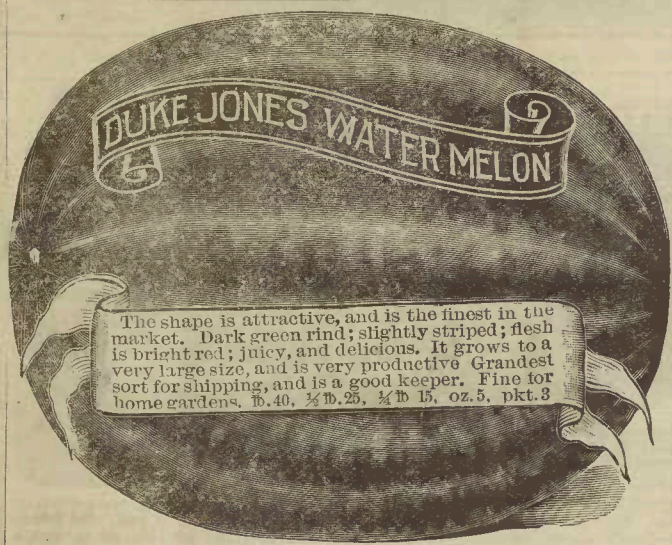 DUKE JONES WATER MELON
The shape is attractive, and is the finest in the
market. Dark green rind; slightly striped; flesh
is bright red; juicy, and delicious. It grows to a
very large size, and is very productive Grandest
sort for shipping, and is a good keeper. Fine for
home gardens, ℔.40, ½℔.25, ¼℔ 15, oz.5, pkt.3